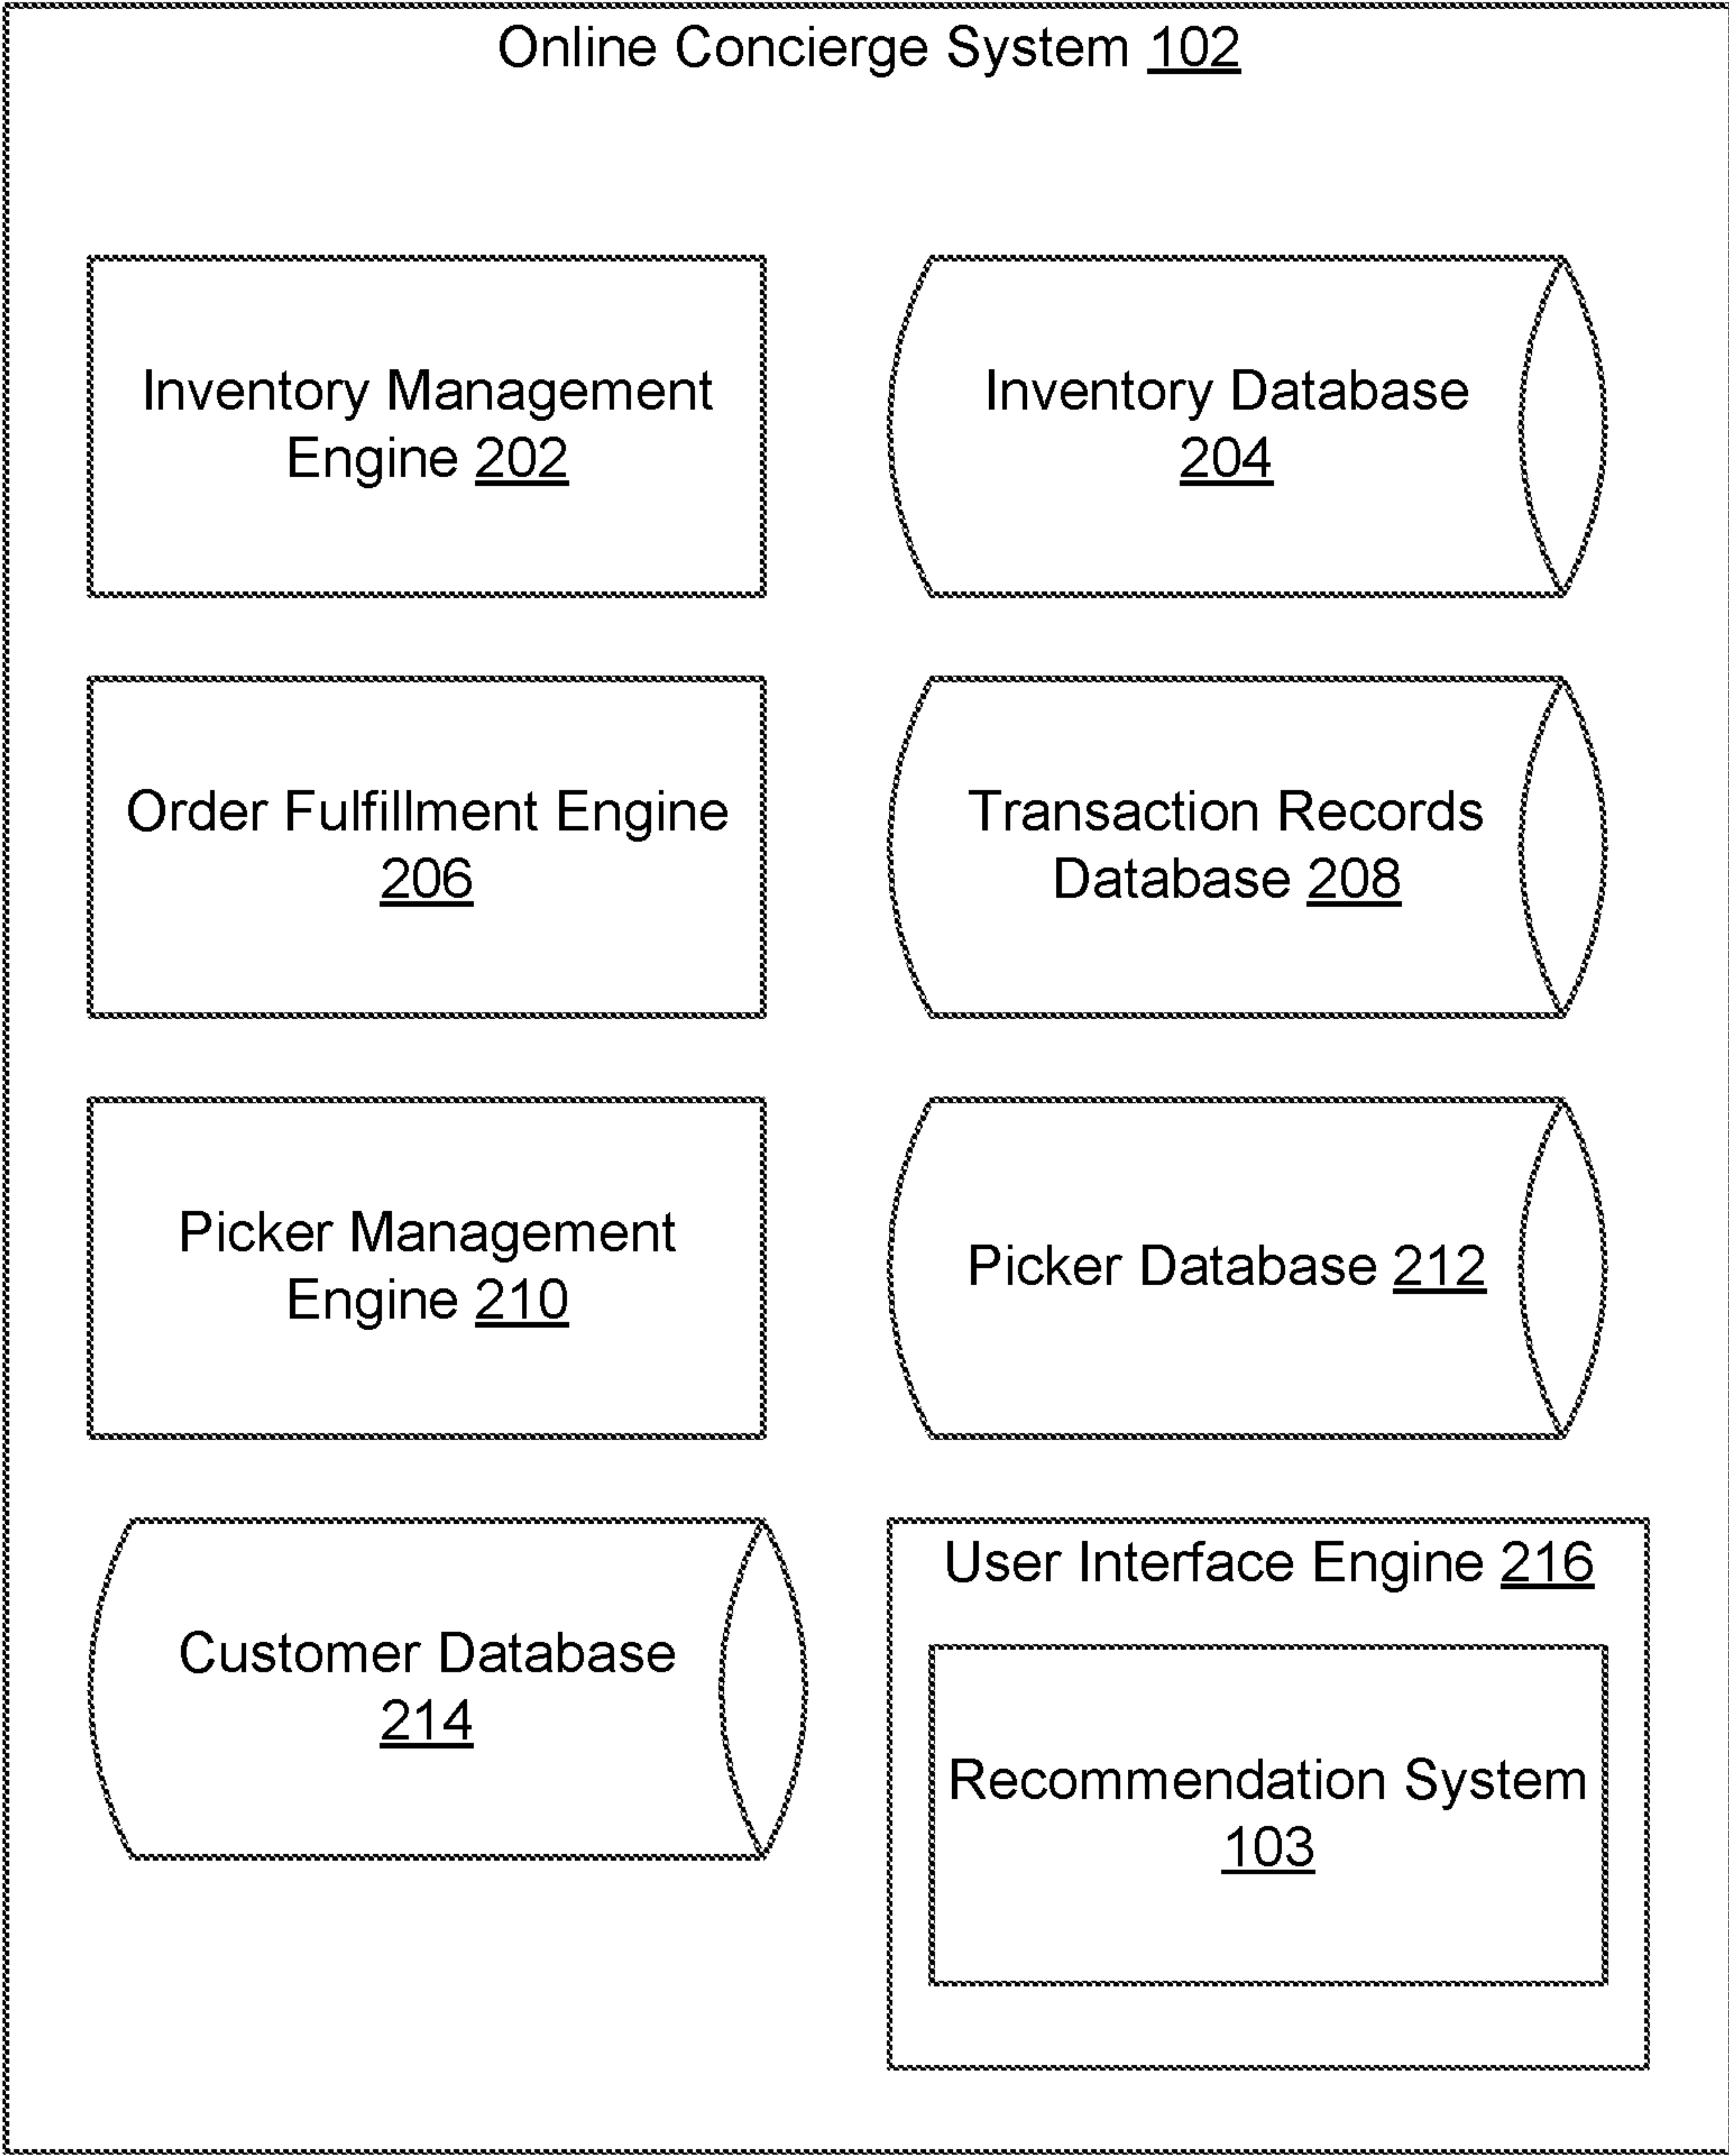 Online Concierge System 102
Inventory Management
Engine 202
Inventory Database
204
Order Fulfillment Engine
206
Transaction Records
Database 208
Picker Management
Engine 210
Picker Database 212
Customer Database
214
User Interface Engine 216
Recommendation System
103